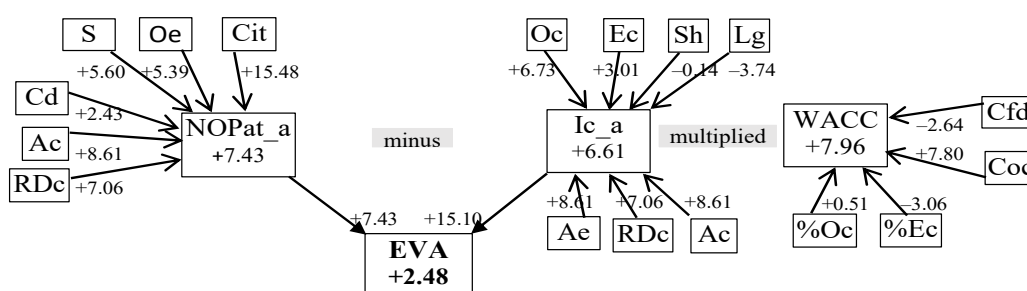 S Oe Cit Oc Ec Sh Lg
+5.60 +5.39 +15.48 +6.73 +3.01 –0.14 –3.74
Cd +2.43 NOPat_a +7.43
Ac +8.61
RDc +7.06
minus
Ic_a +6.61
multiplied
WACC +7.96
Cfd –2.64
Coc +7.80
+8.61 +7.06 +8.61
Ae RDc Ac
+0.51 –3.06
%Oc %Ec
+7.43 +15.10
EVA
+2.48